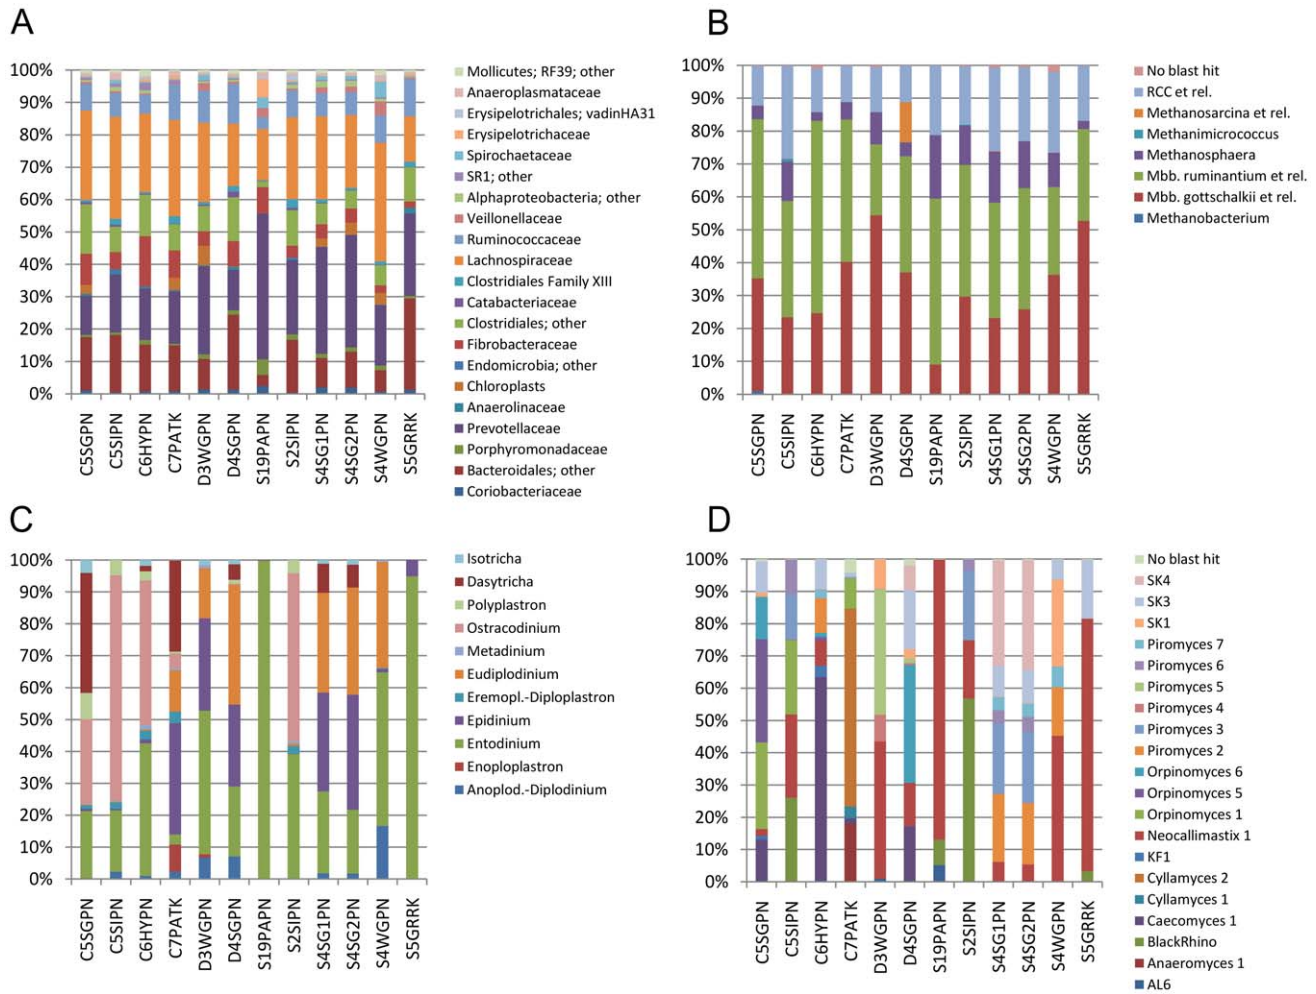 A
100%
90%
80%
70%
60%
50%
40%
30%
20%
10%
0%
C5SGPN
C5SIPN
C6HYPN
C7PATK
D3WGPN
D4SGPN
S19PAPN
S2SIPN
S4SG1PN
S4SG2PN
S4WGPN
S5GRRK
Mollicutes; RF39; other
Anaeroplasmataceae
Erysipelotrichales; vadinHA31
Erysipelotrichaceae
Spirochaetaceae
SR1; other
Alphaproteobacteria; other
Veillonellaceae
Ruminococcaceae
Lachnospiraceae
Clostridiales Family XIII
Catabacteriaceae
Clostridiales; other
Fibrobacteraceae
Endomicrobia; other
Chloroplasts
Anaerolinaceae
Prevotellaceae
Porphyromonadaceae
Bacteroidales; other
Coriobacteriaceae
B
100%
90%
80%
70%
60%
50%
40%
30%
20%
10%
0%
C5SGPN
C5SIPN
C6HYPN
C7PATK
D3WGPN
D4SGPN
S19PAPN
S2SIPN
S4SG1PN
S4SG2PN
S4WGPN
S5GRRK
No blast hit
RCC et rel.
Methanosarcina et rel.
Methanimicrococcus
Methanosphaera
Mbb. ruminantium et rel.
Mbb. gottschalkii et rel.
Methanobacterium
C
100%
90%
80%
70%
60%
50%
40%
30%
20%
10%
0%
C5SGPN
C5SIPN
C6HYPN
C7PATK
D3WGPN
D4SGPN
S19PAPN
S2SIPN
S4SG1PN
S4SG2PN
S4WGPN
S5GRRK
Isotricha
Dasytricha
Polyplastron
Ostracodinium
Metadinium
Eudiplodinium
Eremopl.-Diploplastron
Epidinium
Entodinium
Enoploplastron
Anoplod.-Diplodinium
D
100%
90%
80%
70%
60%
50%
40%
30%
20%
10%
0%
C5SGPN
C5SIPN
C6HYPN
C7PATK
D3WGPN
D4SGPN
S19PAPN
S2SIPN
S4SG1PN
S4SG2PN
S4WGPN
S5GRRK
No blast hit
SK4
SK3
SK1
Piromyces 7
Piromyces 6
Piromyces 5
Piromyces 4
Piromyces 3
Piromyces 2
Orpinomyces 6
Orpinomyces 5
Orpinomyces 1
Neocallimastix 1
KF1
Cyllamyces 2
Cyllamyces 1
Caecomyces 1
BlackRhino
Anaeromyces 1
AL6